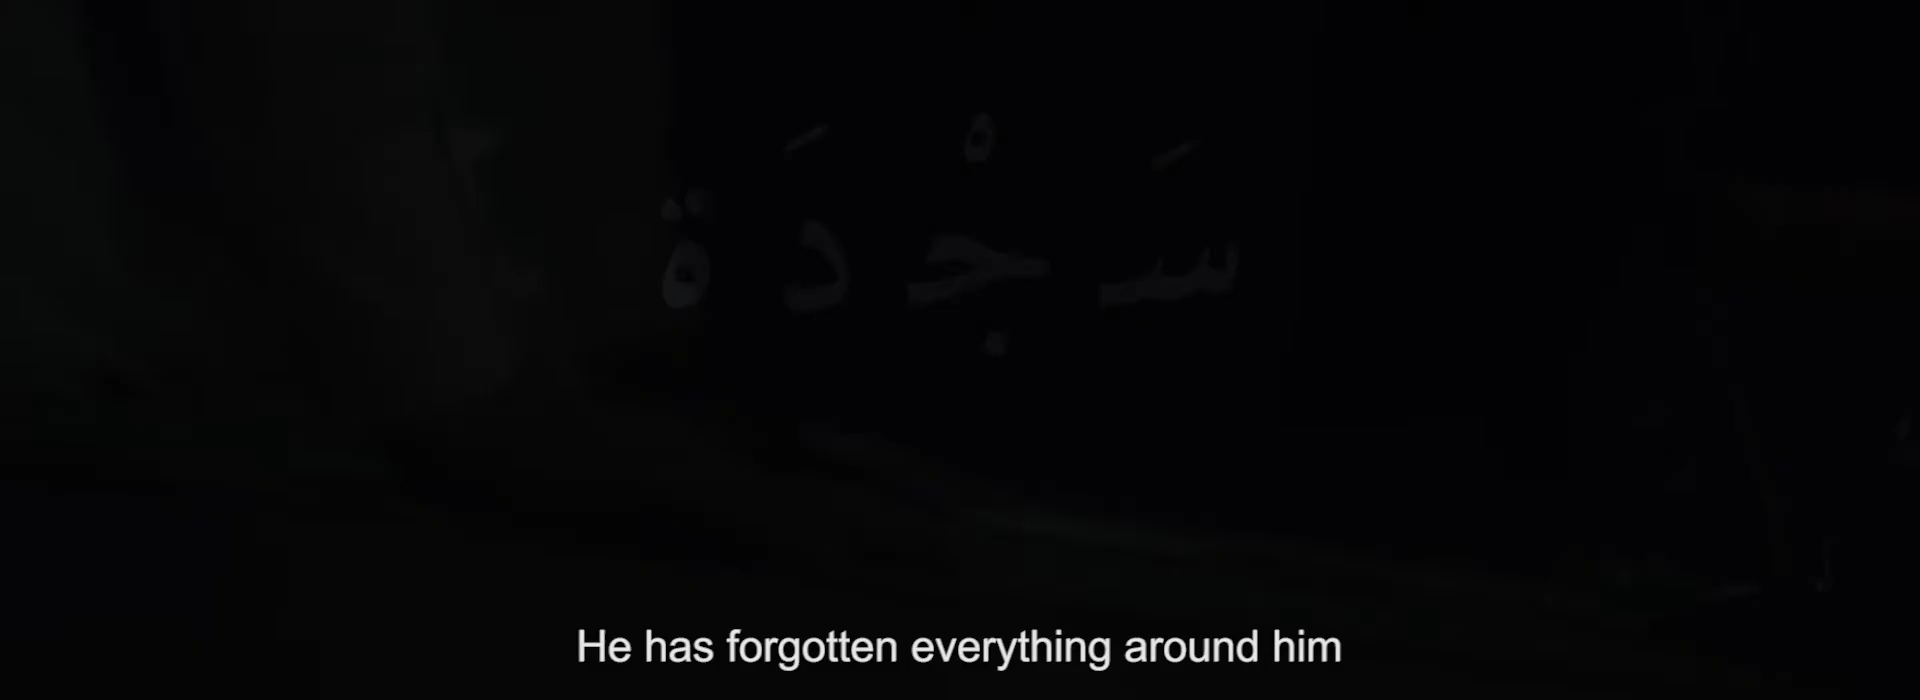 سَجْدَة
He has forgotten everything around him